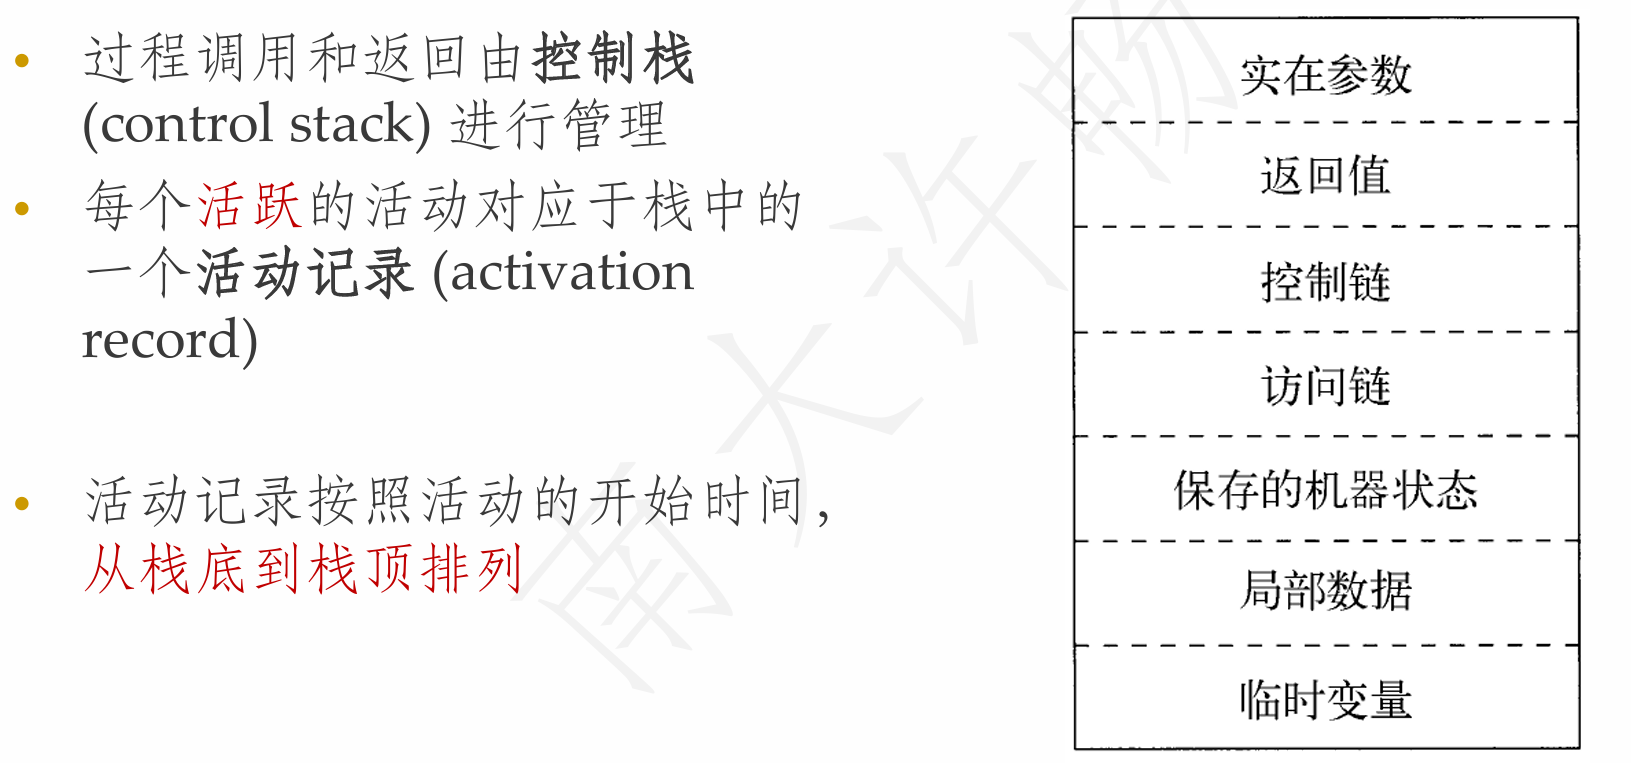 • 过程调用和返回由控制栈
(control stack) 进行管理
• 每个活跃的活动对应于栈中的
一个活动记录 (activation
record)
• 活动记录按照活动的开始时间，
从栈底到栈顶排列
实在参数
返回值
控制链
访问链
保存的机器状态
局部数据
临时变量
南大许畅